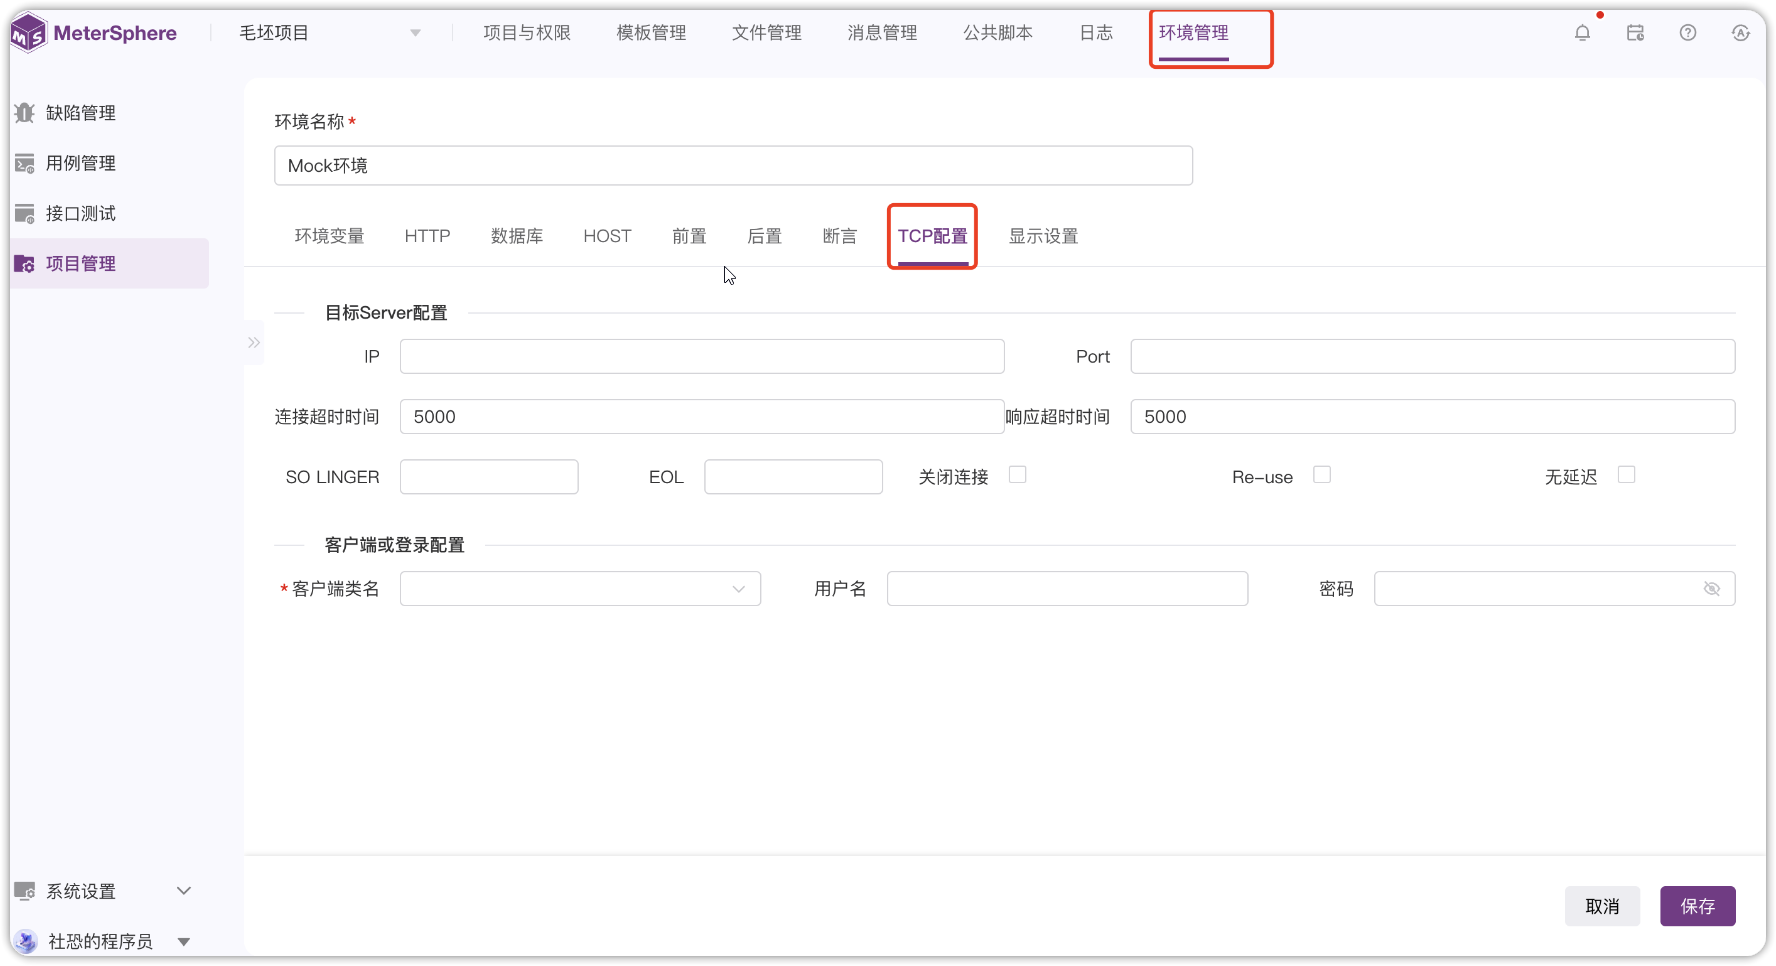 MeterSphere
毛坯项目
项目与权限
模板管理
文件管理
消息管理
公共脚本
日志
环境管理
缺陷管理
用例管理
接口测试
项目管理
环境名称*
Mock环境
环境变量
HTTP
数据库
HOST
前置
后置
断言
TCP配置
显示设置
目标Server配置
IP
Port
连接超时时间 5000
响应超时时间 5000
SO LINGER
EOL
关闭连接
Re-use
无延迟
客户端或登录配置
*客户端类名
用户名
密码
系统设置
社恐的程序员
取消
保存